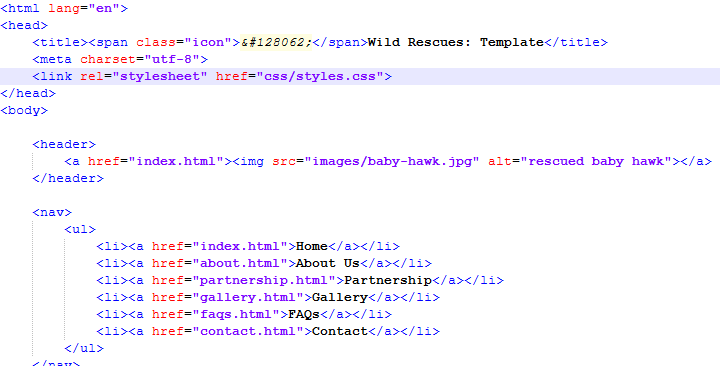 <html lang="en">
<head>
    <title><span class="icon">&#128062;</span>Wild Rescues: Template</title>
    <meta charset="utf-8">
    <link rel="stylesheet" href="css/styles.css">
</head>
<body>
    <header>
        <a href="index.html"><img src="images/baby-hawk.jpg" alt="rescued baby hawk"></a>
    </header>
    <nav>
        <ul>
            <li><a href="index.html">Home</a></li>
            <li><a href="about.html">About Us</a></li>
            <li><a href="partnership.html">Partnership</a></li>
            <li><a href="gallery.html">Gallery</a></li>
            <li><a href="faqs.html">FAQs</a></li>
            <li><a href="contact.html">Contact</a></li>
        </ul>
    </nav>